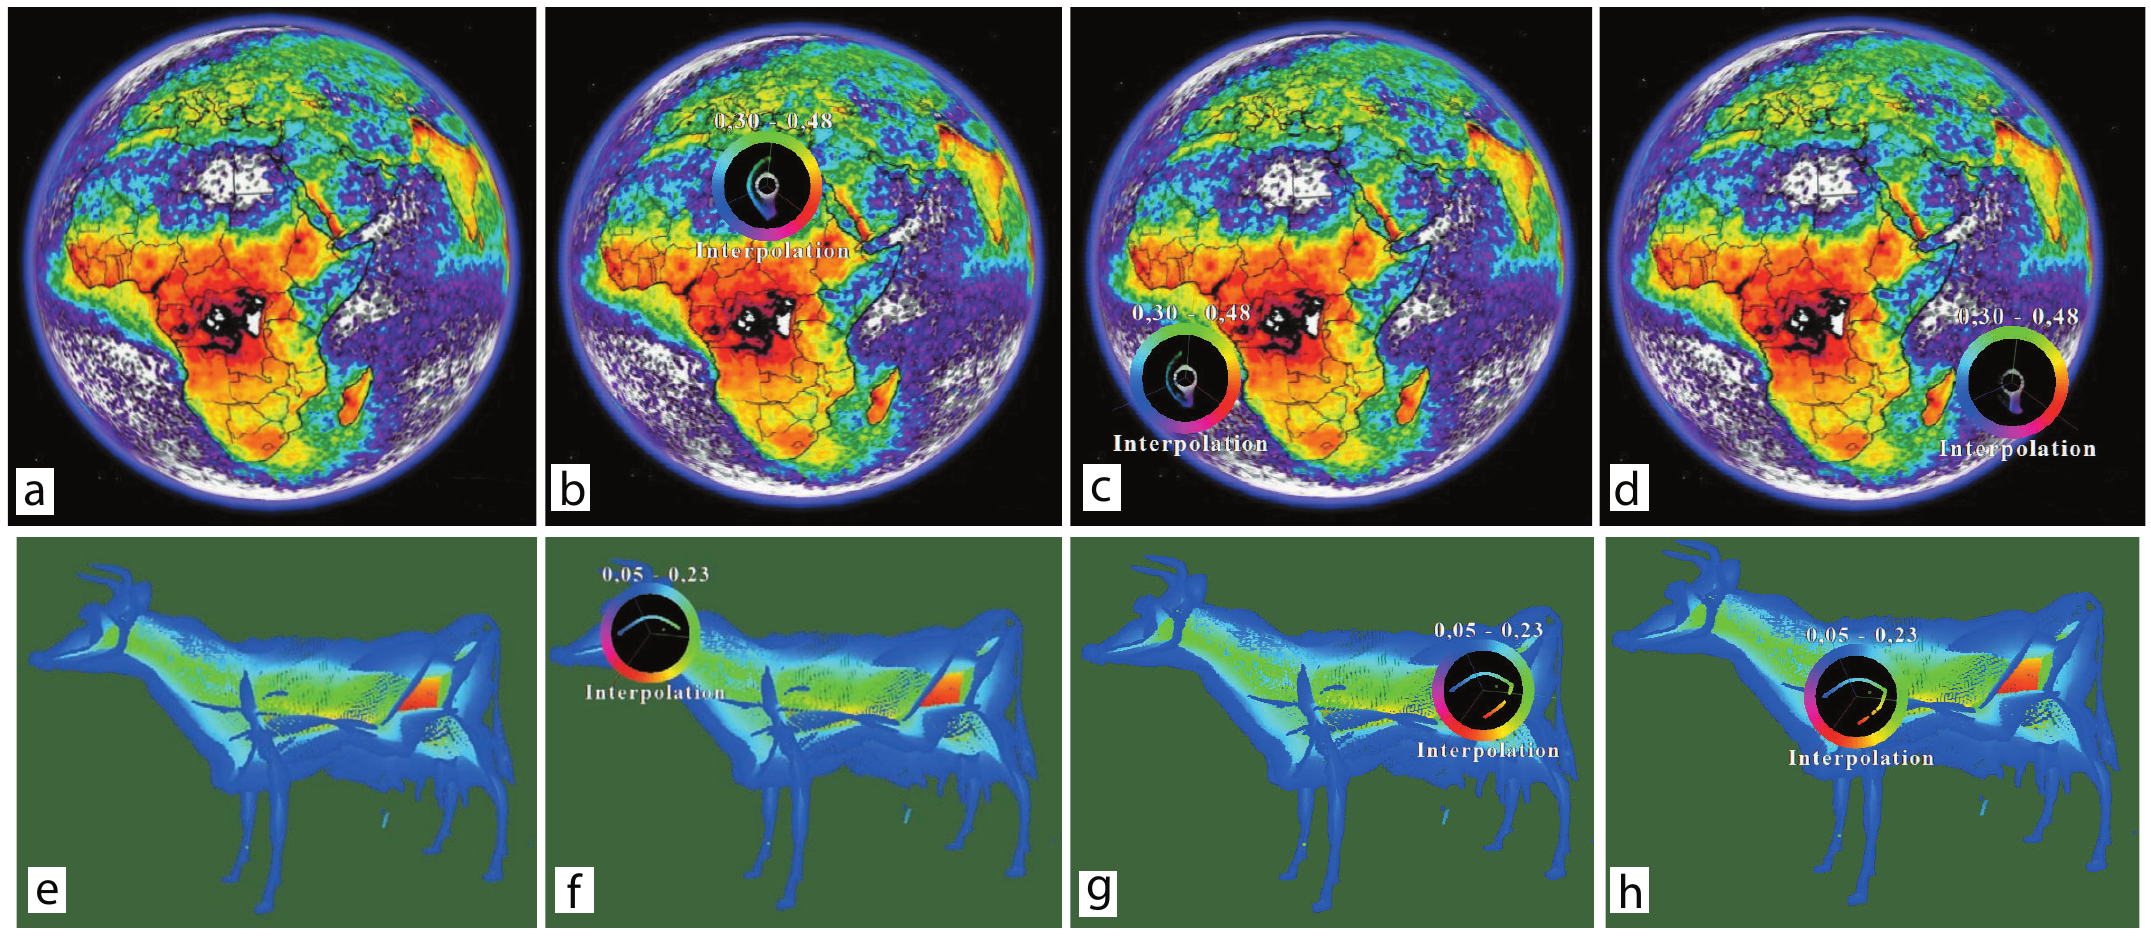 a
0,30 - 0,48
Interpolation
b
0,30 - 0,48
Interpolation
c
0,30 - 0,48
Interpolation
d
e
0,05 - 0,23
Interpolation
f
0,05 - 0,23
Interpolation
g
0,05 - 0,23
Interpolation
h